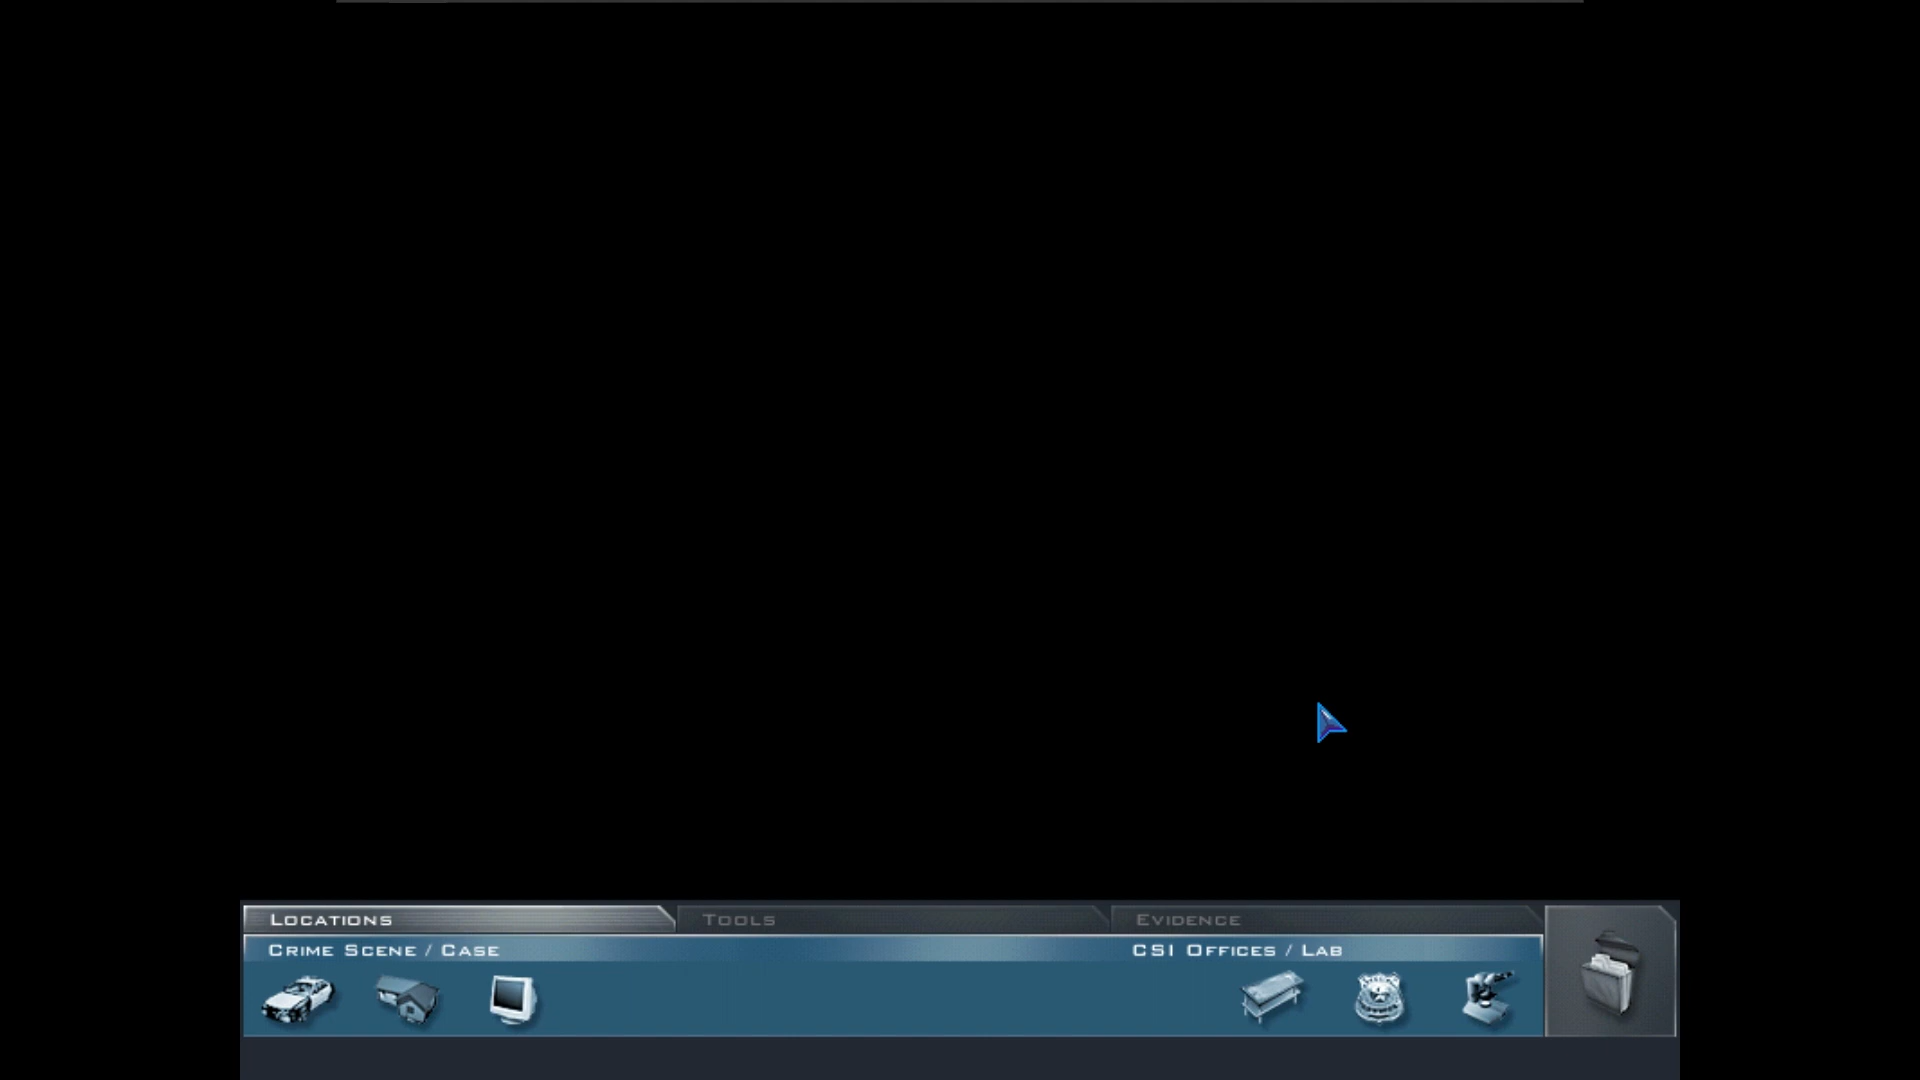 LOCATIONS
TOOLS
EVIDENCE
CRIME SCENE / CASE
CSI OFFICES / LAB